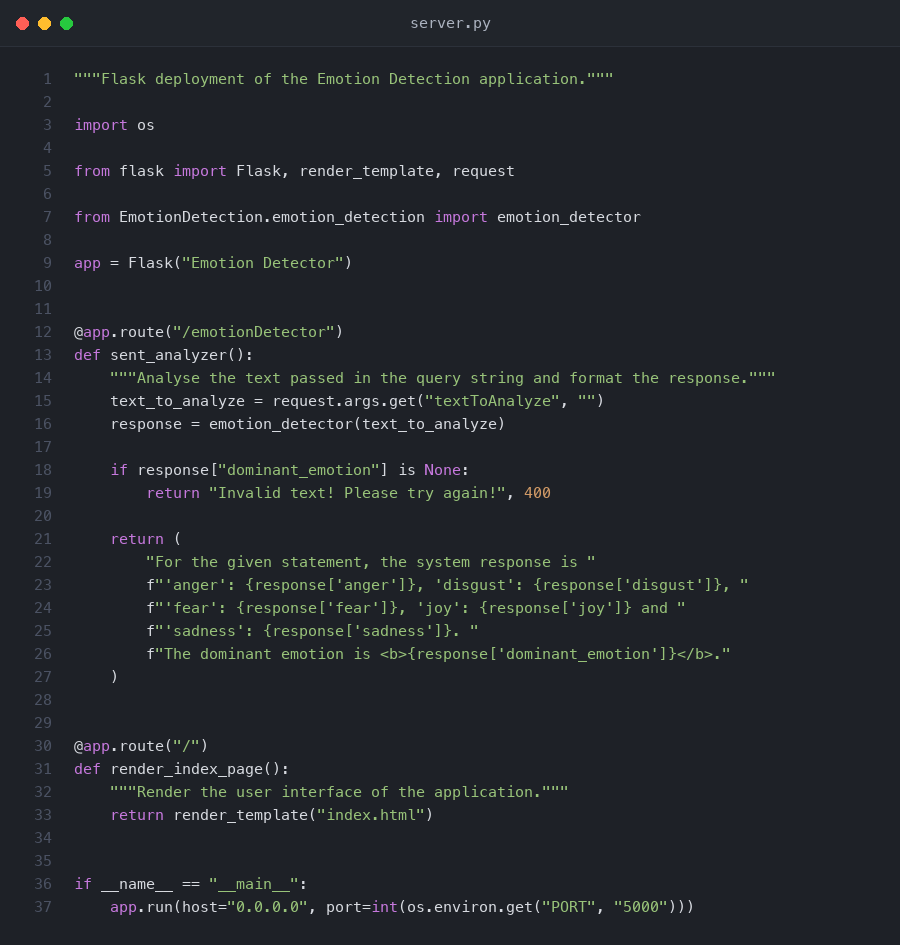 server.py
1 """Flask deployment of the Emotion Detection application."""
2
3 import os
4
5 from flask import Flask, render_template, request
6
7 from EmotionDetection.emotion_detection import emotion_detector
8
9 app = Flask("Emotion Detector")
10
11
12 @app.route("/emotionDetector")
13 def sent_analyzer():
14     """Analyse the text passed in the query string and format the response."""
15     text_to_analyze = request.args.get("textToAnalyze", "")
16     response = emotion_detector(text_to_analyze)
17
18     if response["dominant_emotion"] is None:
19         return "Invalid text! Please try again!", 400
20
21     return (
22         "For the given statement, the system response is "
23         f"'anger': {response['anger']}, 'disgust': {response['disgust']}, "
24         f"'fear': {response['fear']}, 'joy': {response['joy']} and "
25         f"'sadness': {response['sadness']}. "
26         f"The dominant emotion is <b>{response['dominant_emotion']}</b>."
27     )
28
29
30 @app.route("/")
31 def render_index_page():
32     """Render the user interface of the application."""
33     return render_template("index.html")
34
35
36 if __name__ == "__main__":
37     app.run(host="0.0.0.0", port=int(os.environ.get("PORT", "5000")))